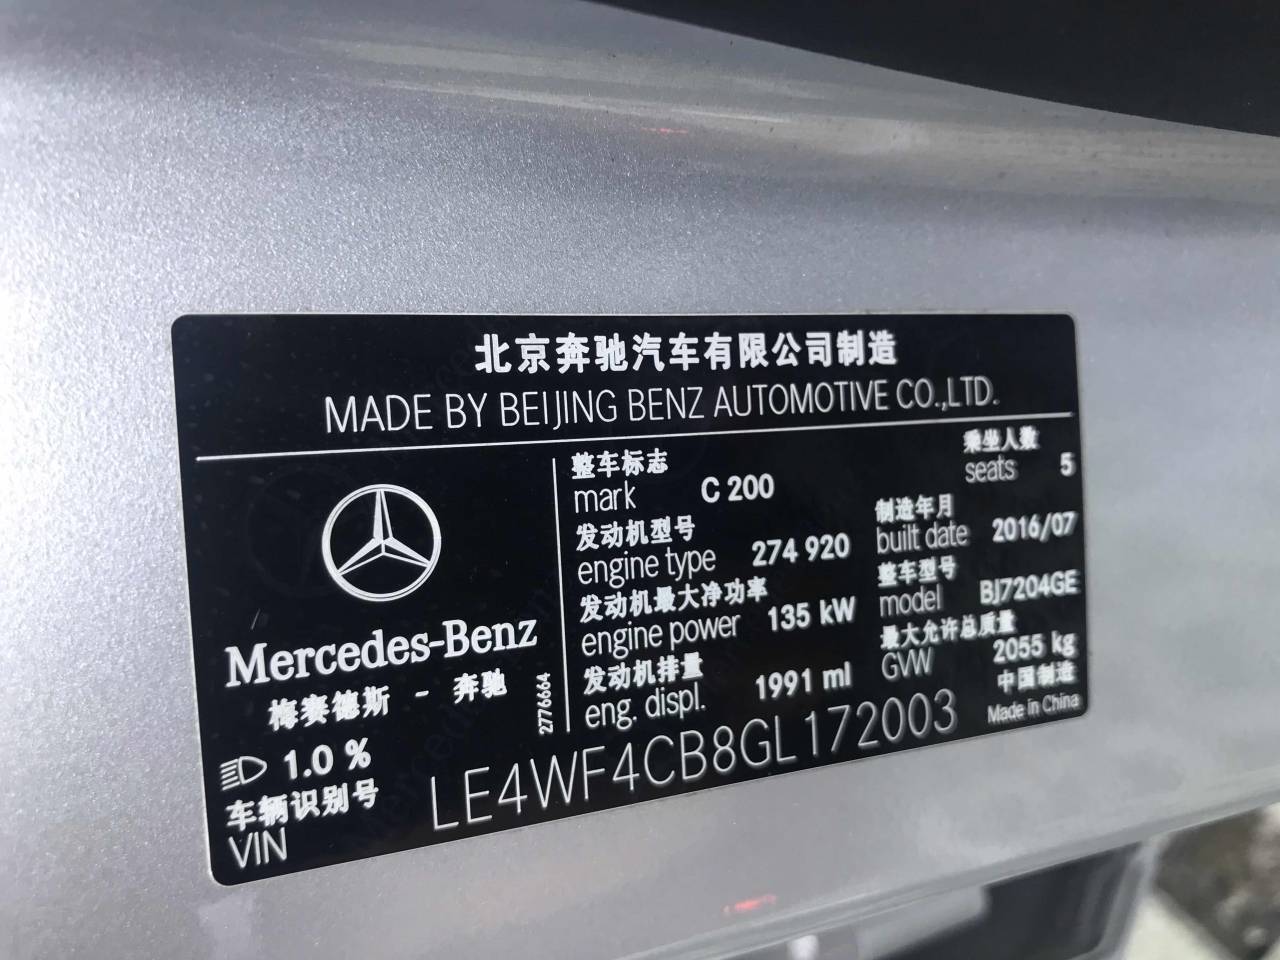 北京奔驰汽车有限公司制造
MADE BY BEIJING BENZ AUTOMOTIVE CO.,LTD.
Mercedes-Benz
梅赛德斯 - 奔驰
1.0 %
2776664
整车标志
mark C 200
乘坐人数
seats 5
发动机型号
engine type 274 920
制造年月
built date 2016/07
发动机最大净功率
engine power 135 kW
整车型号
model BJ7204GE
发动机排量
eng. displ. 1991 ml
最大允许总质量
GVW 2055 kg
中国制造
Made in China
车辆识别号
VIN LE4WF4CB8GL172003